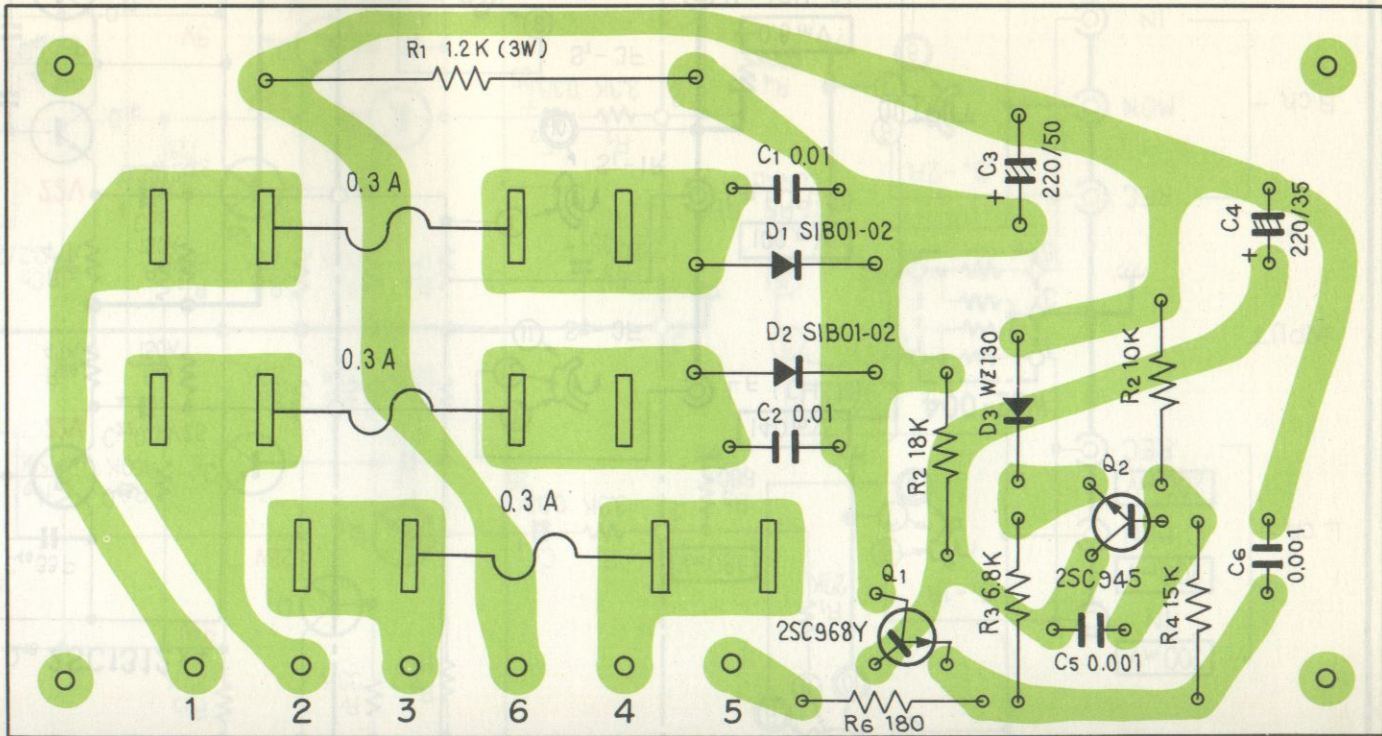 R1 1.2K (3W)
0.3 A
C1 0.01
D1 SIB01-02
C3
220/50
+
C4
220/35
+
0.3 A
D2 SIB01-02
C2 0.01
R2 18K
D3 WZ130
R2 10K
Q2
2SC945
0.3 A
Q1
2SC968Y
R3 6.8K
C5 0.001
R4 15K
C6
0.001
R6 180
1 2 3 6 4 5